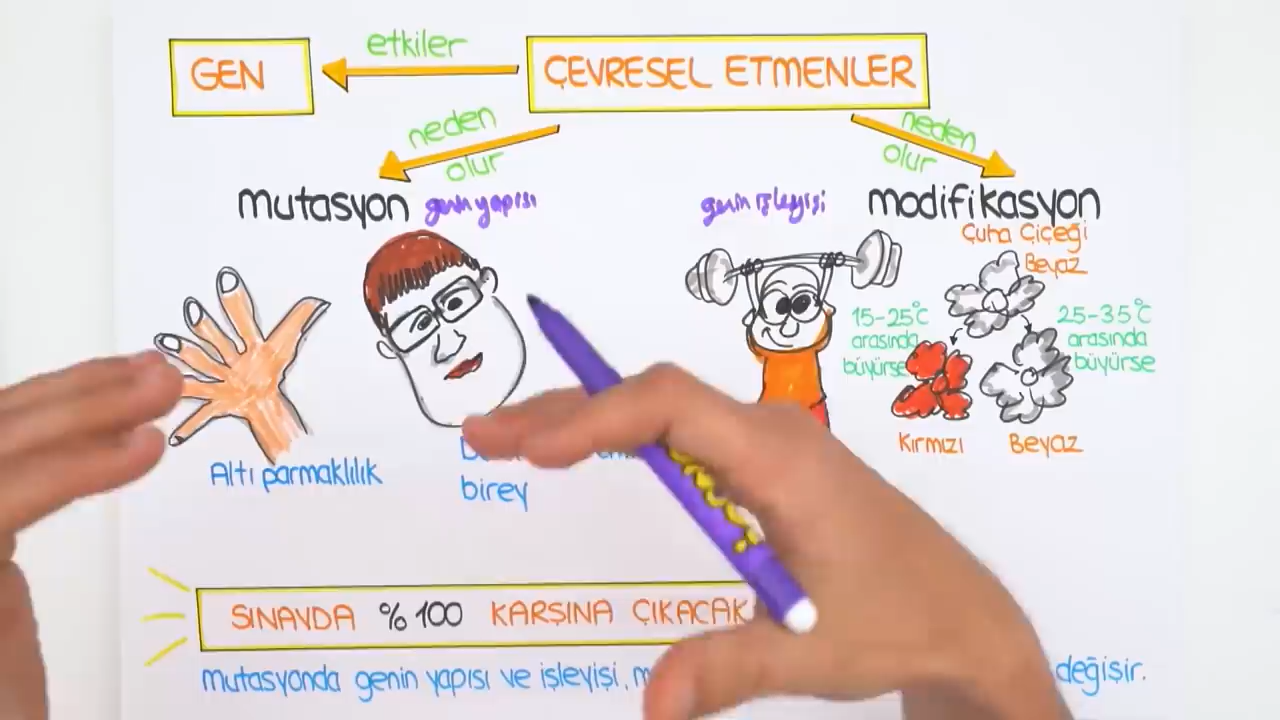 etkiler
GEN
ÇEVRESEL ETMENLER
neden
olur
neden
olur
mutasyon genin yapısı
genin işleyişi modifikasyon
Çuha Çiçeği
Beyaz
15-25°C
arasında
büyürse
25-35°C
arasında
büyürse
Kırmızı
Beyaz
Altı parmaklılık
birey
SINAVDA %100 KARŞINA ÇIKACAK
mutasyonda genin yapısı ve işleyişi,
değişir.